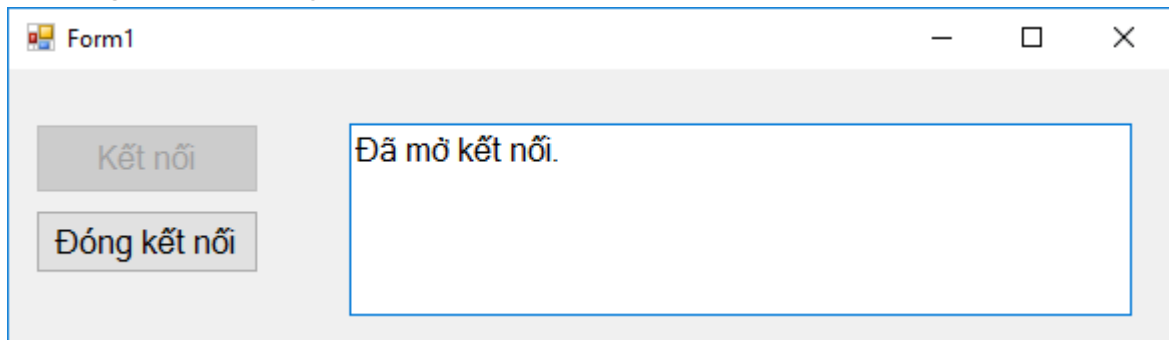 Form1
Kết nối
Đã mở kết nối.
Đóng kết nối